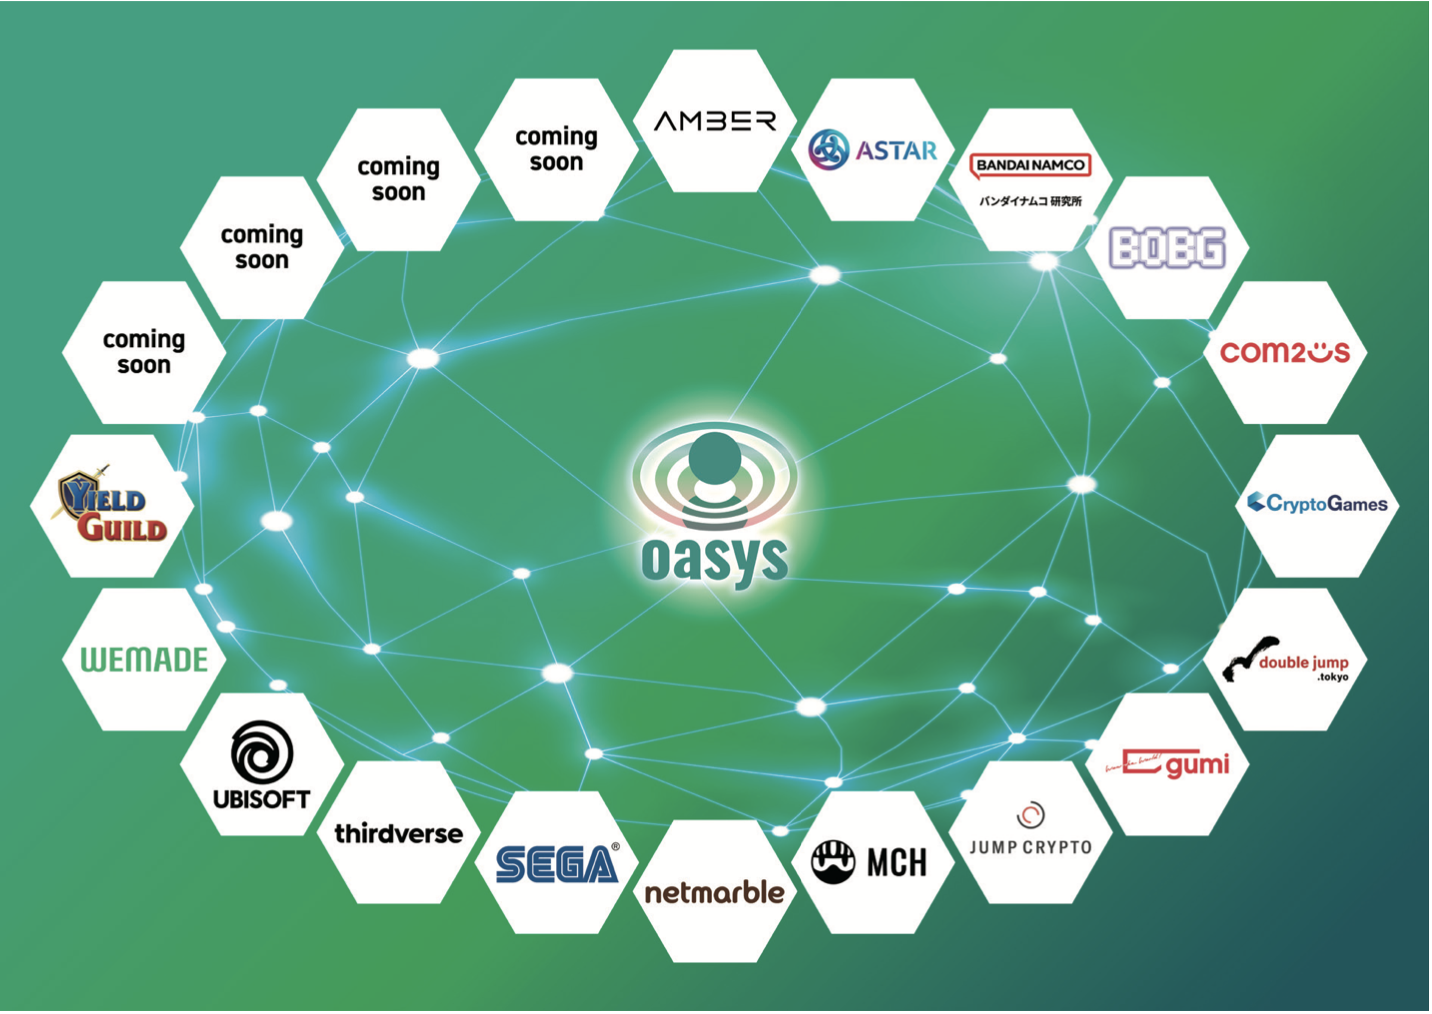 AMBER
ASTAR
BANDAI NAMCO
バンダイナムコ 研究所
BOBG
COM2US
CryptoGames
double jump
.tokyo
gumi
JUMP CRYPTO
MCH
netmarble
SEGA®
thirdverse
UBISOFT
WEMADE
YIELD
GUILD
coming
soon
coming
soon
coming
soon
coming
soon
oasys